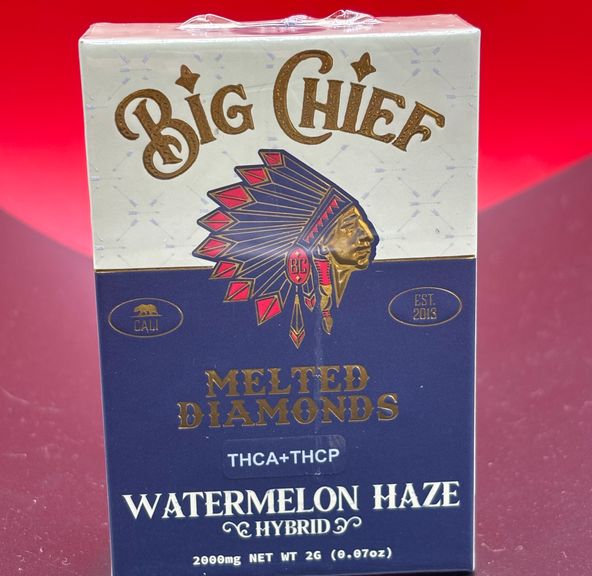 BIG CHIEF
BC
CALI
EST.
2013
MELTED
DIAMONDS
THCA+THCP
WATERMELON HAZE
HYBRID
2000mg NET WT 2G (0.07oz)